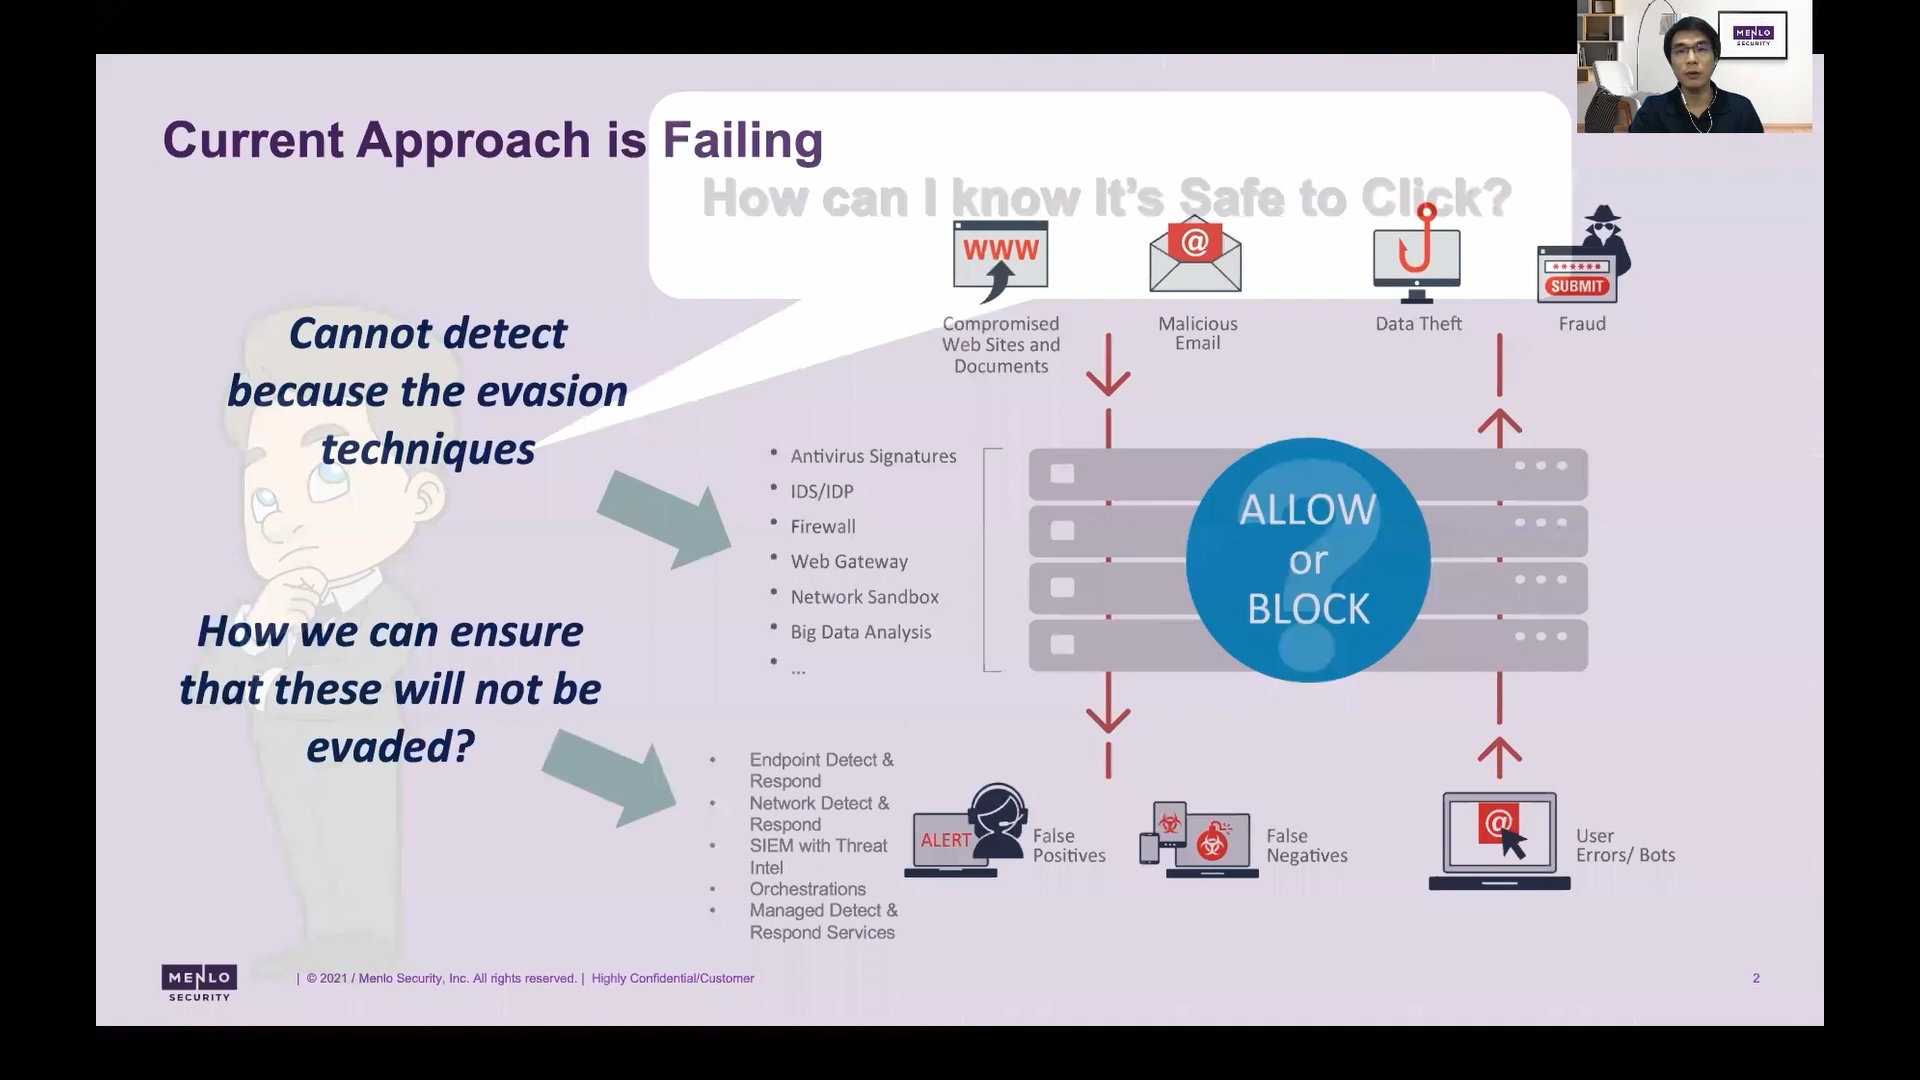 MENLO
SECURITY
Current Approach is Failing
How can I know It's Safe to Click?
WWW
@
******
SUBMIT
Compromised
Web Sites and
Documents
Malicious
Email
Data Theft
Fraud
Cannot detect
because the evasion
techniques
• Antivirus Signatures
• IDS/IDP
• Firewall
• Web Gateway
• Network Sandbox
• Big Data Analysis
• ...
?
ALLOW
or
BLOCK
How we can ensure
that these will not be
evaded?
• Endpoint Detect &
Respond
• Network Detect &
Respond
• SIEM with Threat
Intel
• Orchestrations
• Managed Detect &
Respond Services
ALERT
False
Positives
False
Negatives
@
User
Errors/ Bots
MENLO
SECURITY
| © 2021 / Menlo Security, Inc. All rights reserved. | Highly Confidential/Customer
2